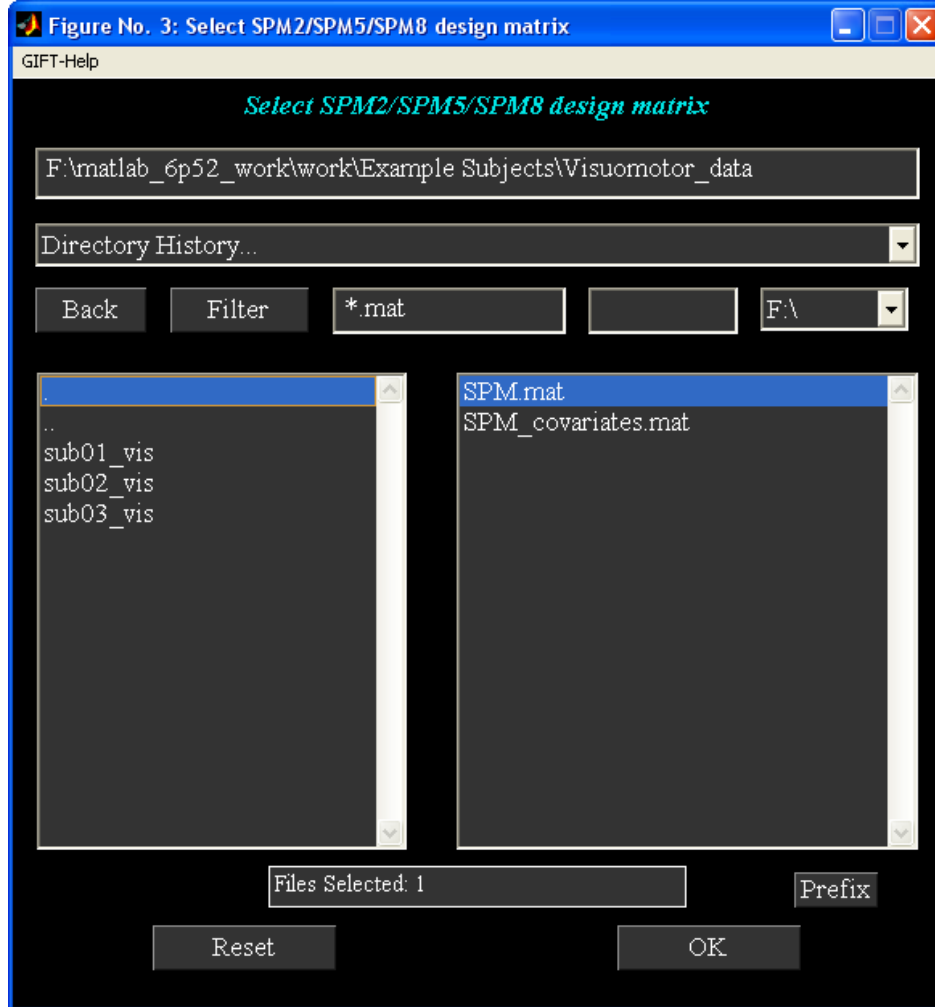 Figure No. 3: Select SPM2/SPM5/SPM8 design matrix
GIFT-Help
Select SPM2/SPM5/SPM8 design matrix
F:\matlab_6p52_work\work\Example Subjects\Visuomotor_data
Directory History...
Back Filter *.mat F:\
.
..
sub01_vis
sub02_vis
sub03_vis
SPM.mat
SPM_covariates.mat
Files Selected: 1
Prefix
Reset OK